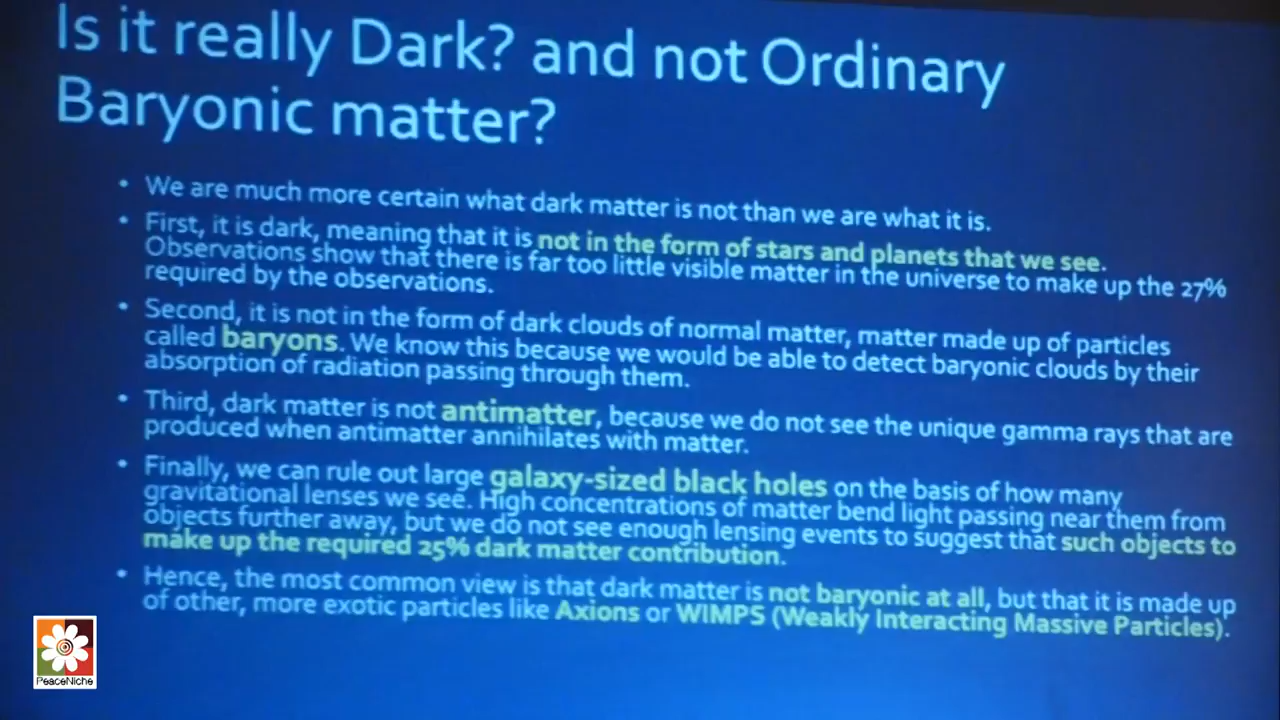 Is it really Dark? and not Ordinary
Baryonic matter?
• We are much more certain what dark matter is not than we are what it is.
• First, it is dark, meaning that it is not in the form of stars and planets that we see.
Observations show that there is far too little visible matter in the universe to make up the 27%
required by the observations.
• Second, it is not in the form of dark clouds of normal matter, matter made up of particles
called baryons. We know this because we would be able to detect baryonic clouds by their
absorption of radiation passing through them.
• Third, dark matter is not antimatter, because we do not see the unique gamma rays that are
produced when antimatter annihilates with matter.
• Finally, we can rule out large galaxy-sized black holes on the basis of how many
gravitational lenses we see. High concentrations of matter bend light passing near them from
objects further away, but we do not see enough lensing events to suggest that such objects to
make up the required 25% dark matter contribution.
• Hence, the most common view is that dark matter is not baryonic at all, but that it is made up
of other, more exotic particles like Axions or WIMPS (Weakly Interacting Massive Particles).
PeaceNiche